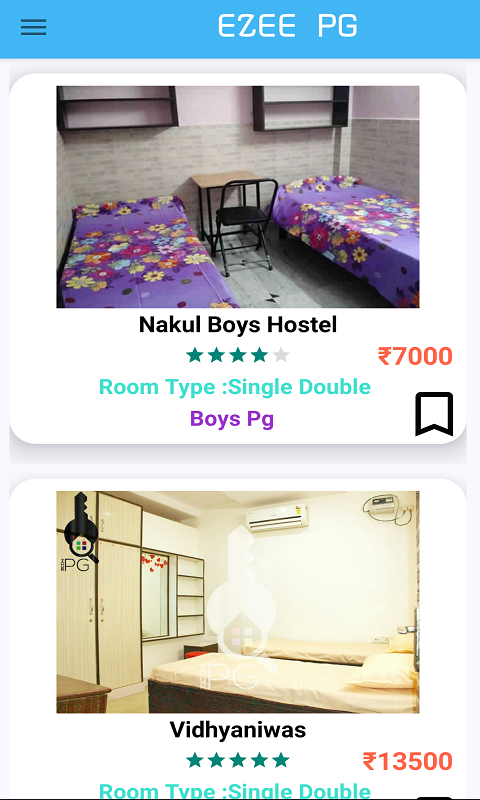 EZEE PG
Nakul Boys Hostel
₹7000
Room Type :Single Double
Boys Pg
PG
PG
Vidhyaniwas
₹13500
Room Type :Single Double